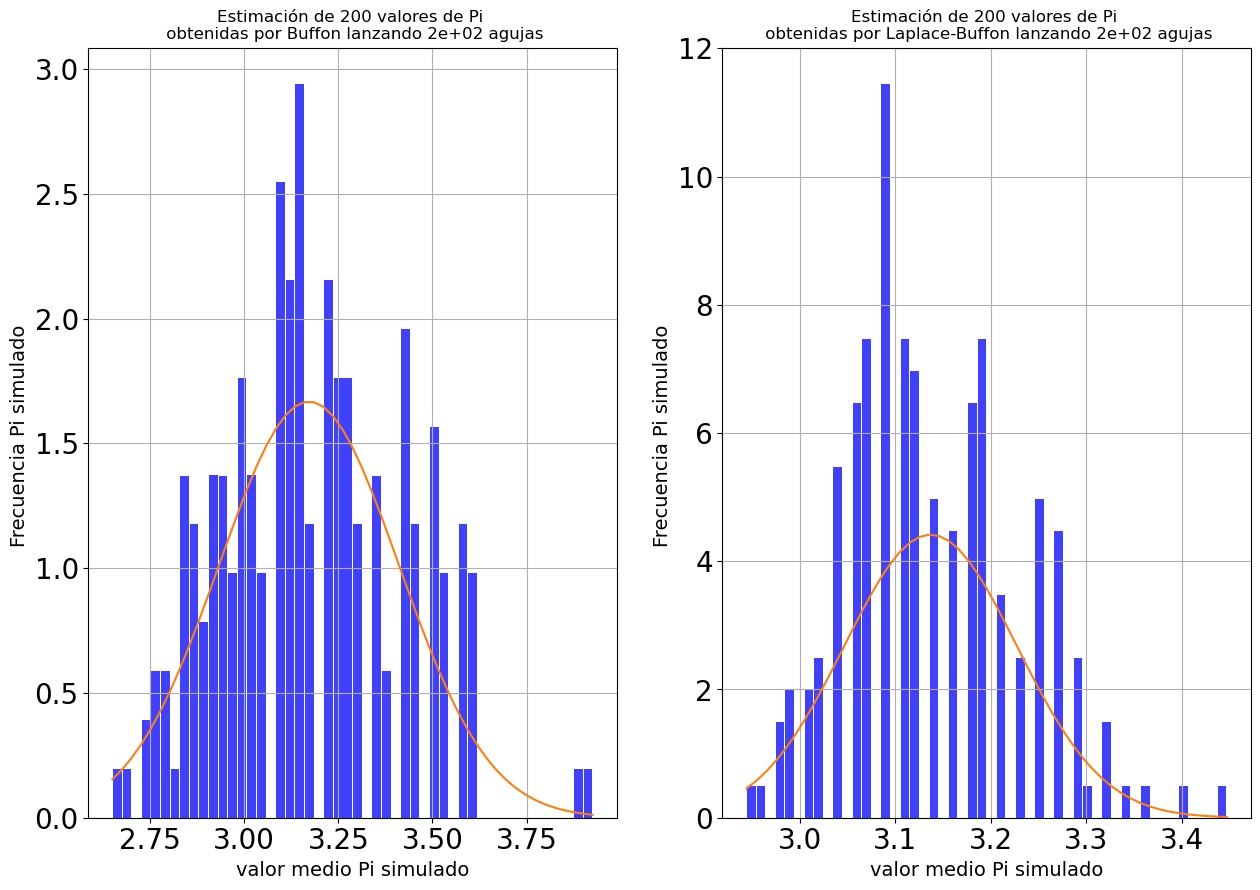 Estimación de 200 valores de Pi
obtenidas por Buffon lanzando 2e+02 agujas
Frecuencia Pi simulado
3.0
2.5
2.0
1.5
1.0
0.5
0.0
2.75 3.00 3.25 3.50 3.75
valor medio Pi simulado
Estimación de 200 valores de Pi
obtenidas por Laplace-Buffon lanzando 2e+02 agujas
Frecuencia Pi simulado
12
10
8
6
4
2
0
3.0 3.1 3.2 3.3 3.4
valor medio Pi simulado